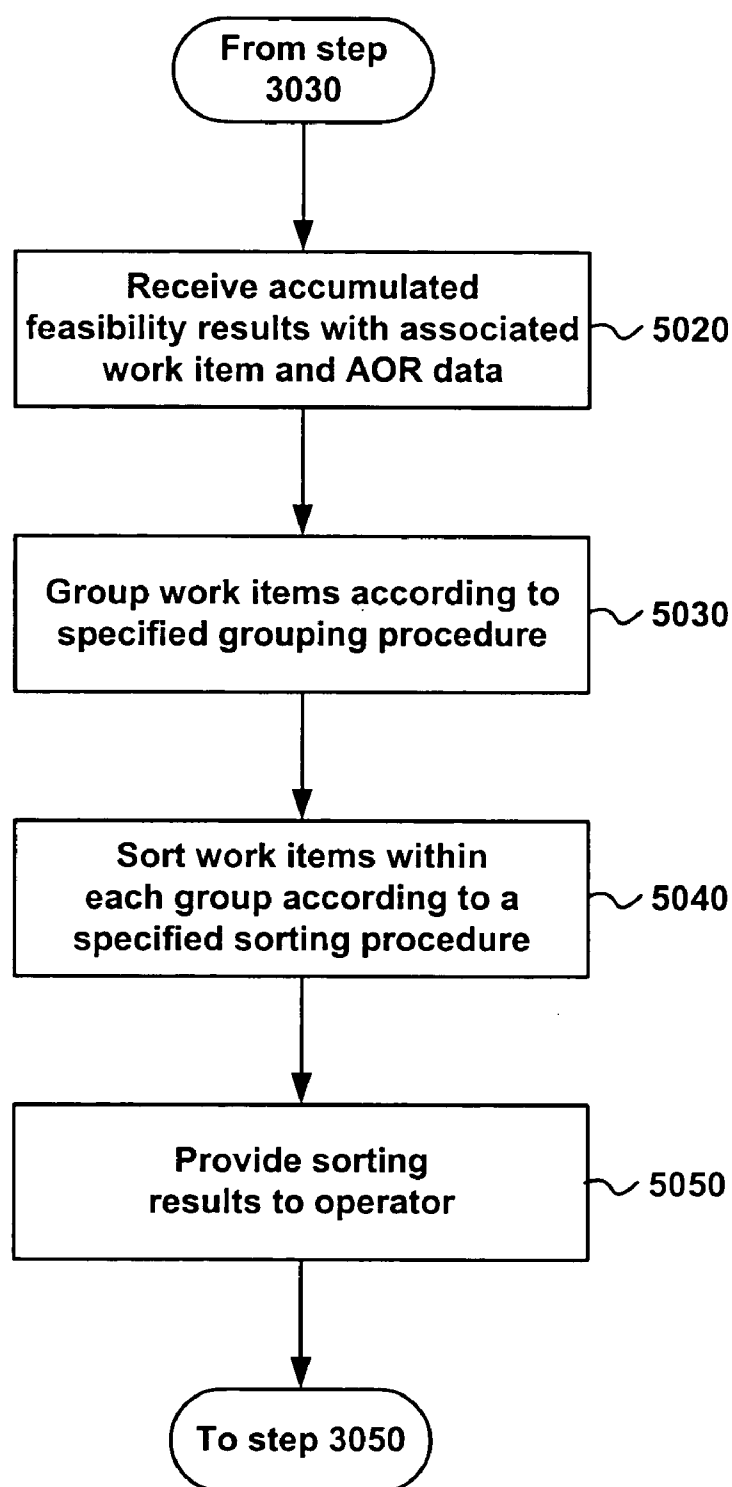 From step
3030
Receive accumulated
feasibility results with associated
work item and AOR data
5020
Group work items according to
specified grouping procedure
5030
Sort work items within
each group according to a
specified sorting procedure
5040
Provide sorting
results to operator
5050
To step 3050